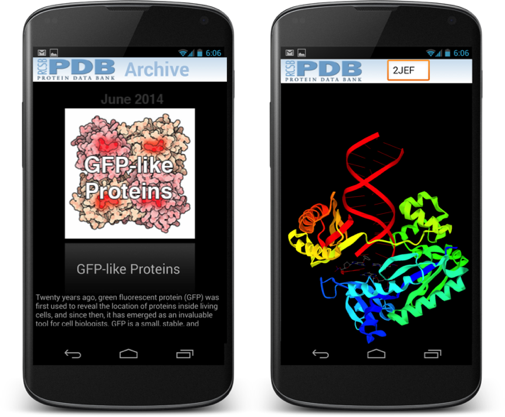 6:06
RCSB PDB Archive
PROTEIN DATA BANK
June 2014
GFP-like
Proteins
GFP-like Proteins
Twenty years ago, green fluorescent protein (GFP) was
first used to reveal the location of proteins inside living
cells, and since then, it has emerged as an invaluable
tool for cell biologists. GFP is a small, stable, and
6:06
RCSB PDB 2JEF
PROTEIN DATA BANK